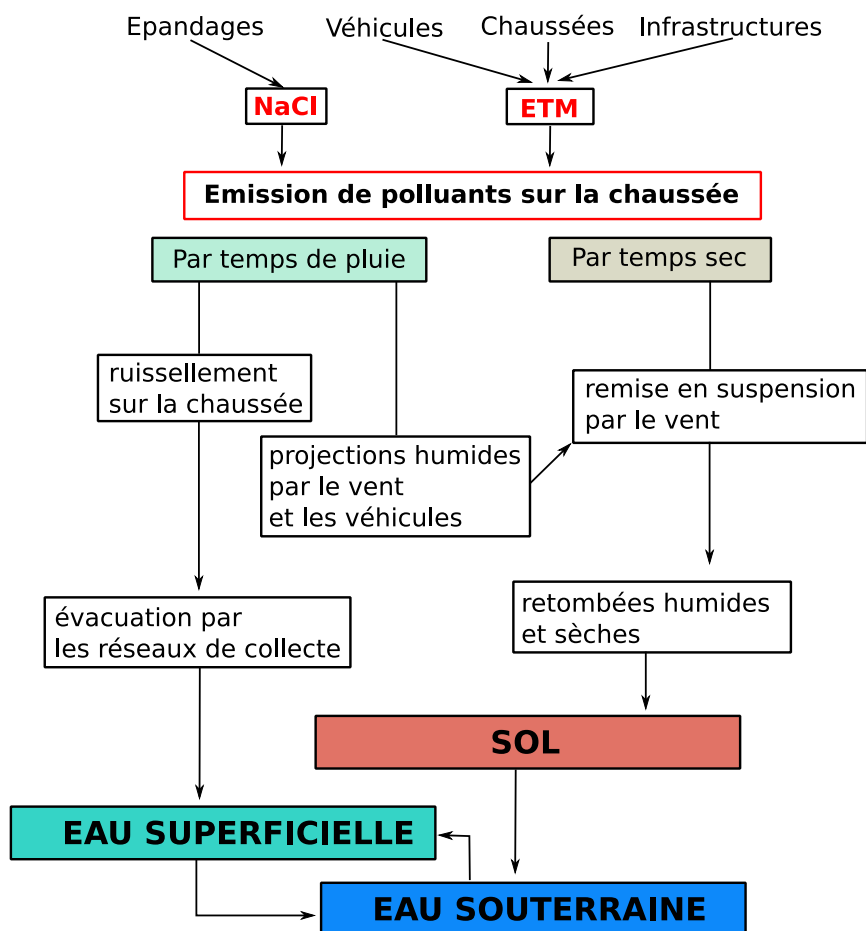 Epandages
Véhicules
Chaussées
Infrastructures
NaCl
ETM
Emission de polluants sur la chaussée
Par temps de pluie
Par temps sec
ruissellement
sur la chaussée
remise en suspension
par le vent
projections humides
par le vent
et les véhicules
évacuation par
les réseaux de collecte
retombées humides
et sèches
SOL
EAU SUPERFICIELLE
EAU SOUTERRAINE